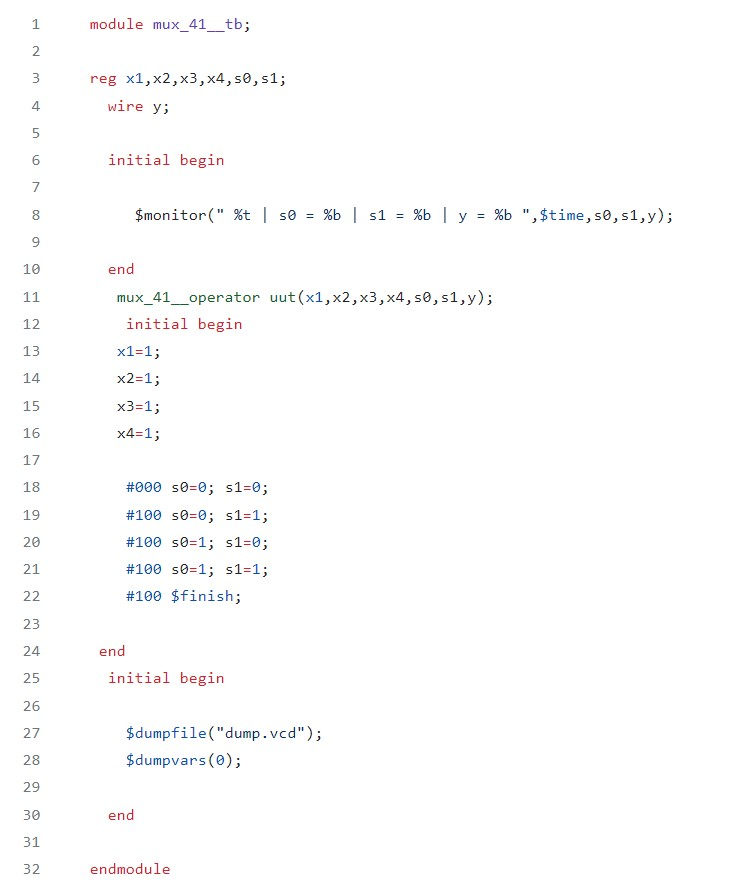 1 module mux_41__tb;
2
3 reg x1,x2,x3,x4,s0,s1;
4 wire y;
5
6 initial begin
7
8 $monitor(" %t | s0 = %b | s1 = %b | y = %b ",$time,s0,s1,y);
9
10 end
11 mux_41__operator uut(x1,x2,x3,x4,s0,s1,y);
12 initial begin
13 x1=1;
14 x2=1;
15 x3=1;
16 x4=1;
17
18 #000 s0=0; s1=0;
19 #100 s0=0; s1=1;
20 #100 s0=1; s1=0;
21 #100 s0=1; s1=1;
22 #100 $finish;
23
24 end
25 initial begin
26
27 $dumpfile("dump.vcd");
28 $dumpvars(0);
29
30 end
31
32 endmodule